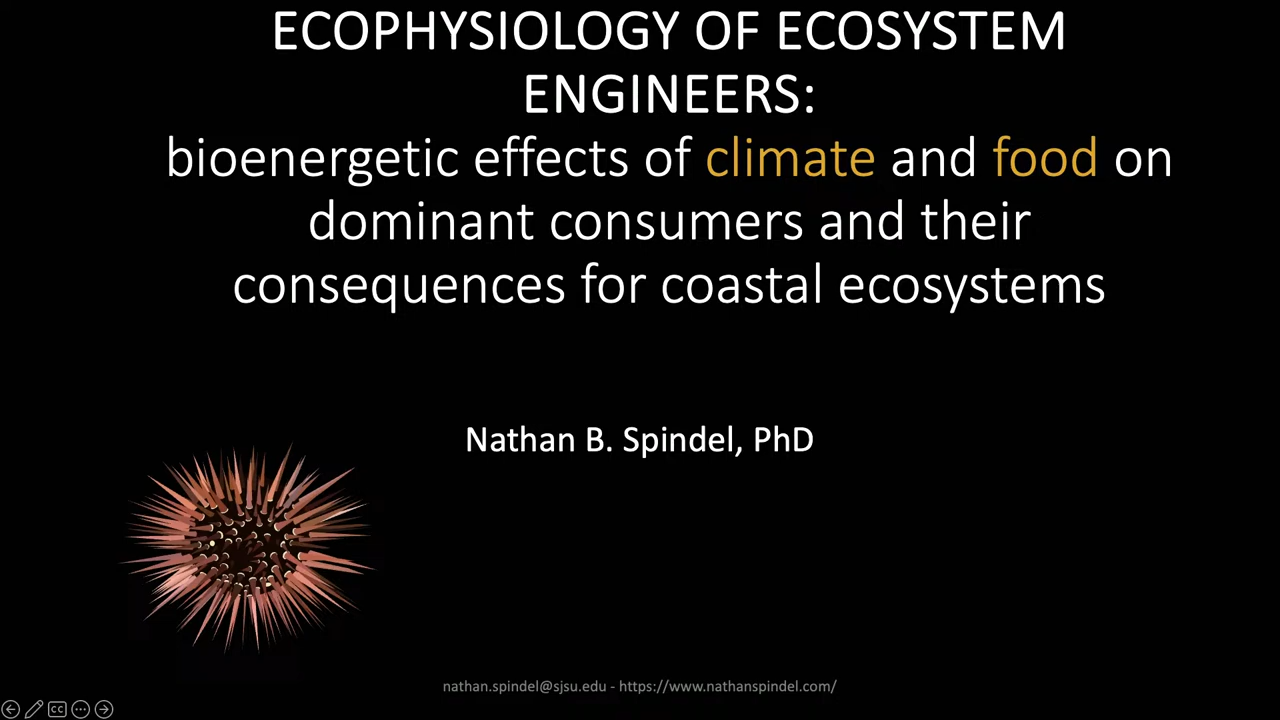 ECOPHYSIOLOGY OF ECOSYSTEM
ENGINEERS:
bioenergetic effects of climate and food on
dominant consumers and their
consequences for coastal ecosystems
Nathan B. Spindel, PhD
nathan.spindel@sjsu.edu - https://www.nathanspindel.com/
CC